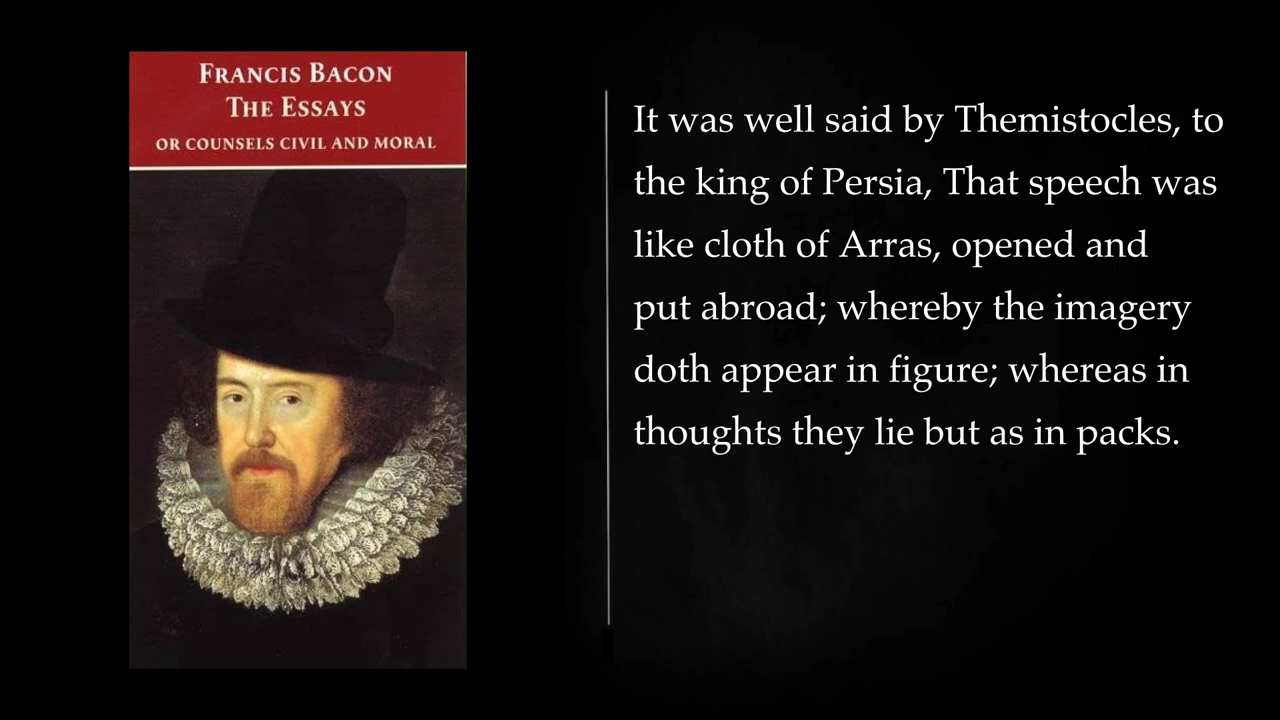 FRANCIS BACON
THE ESSAYS
OR COUNSELS CIVIL AND MORAL
It was well said by Themistocles, to
the king of Persia, That speech was
like cloth of Arras, opened and
put abroad; whereby the imagery
doth appear in figure; whereas in
thoughts they lie but as in packs.